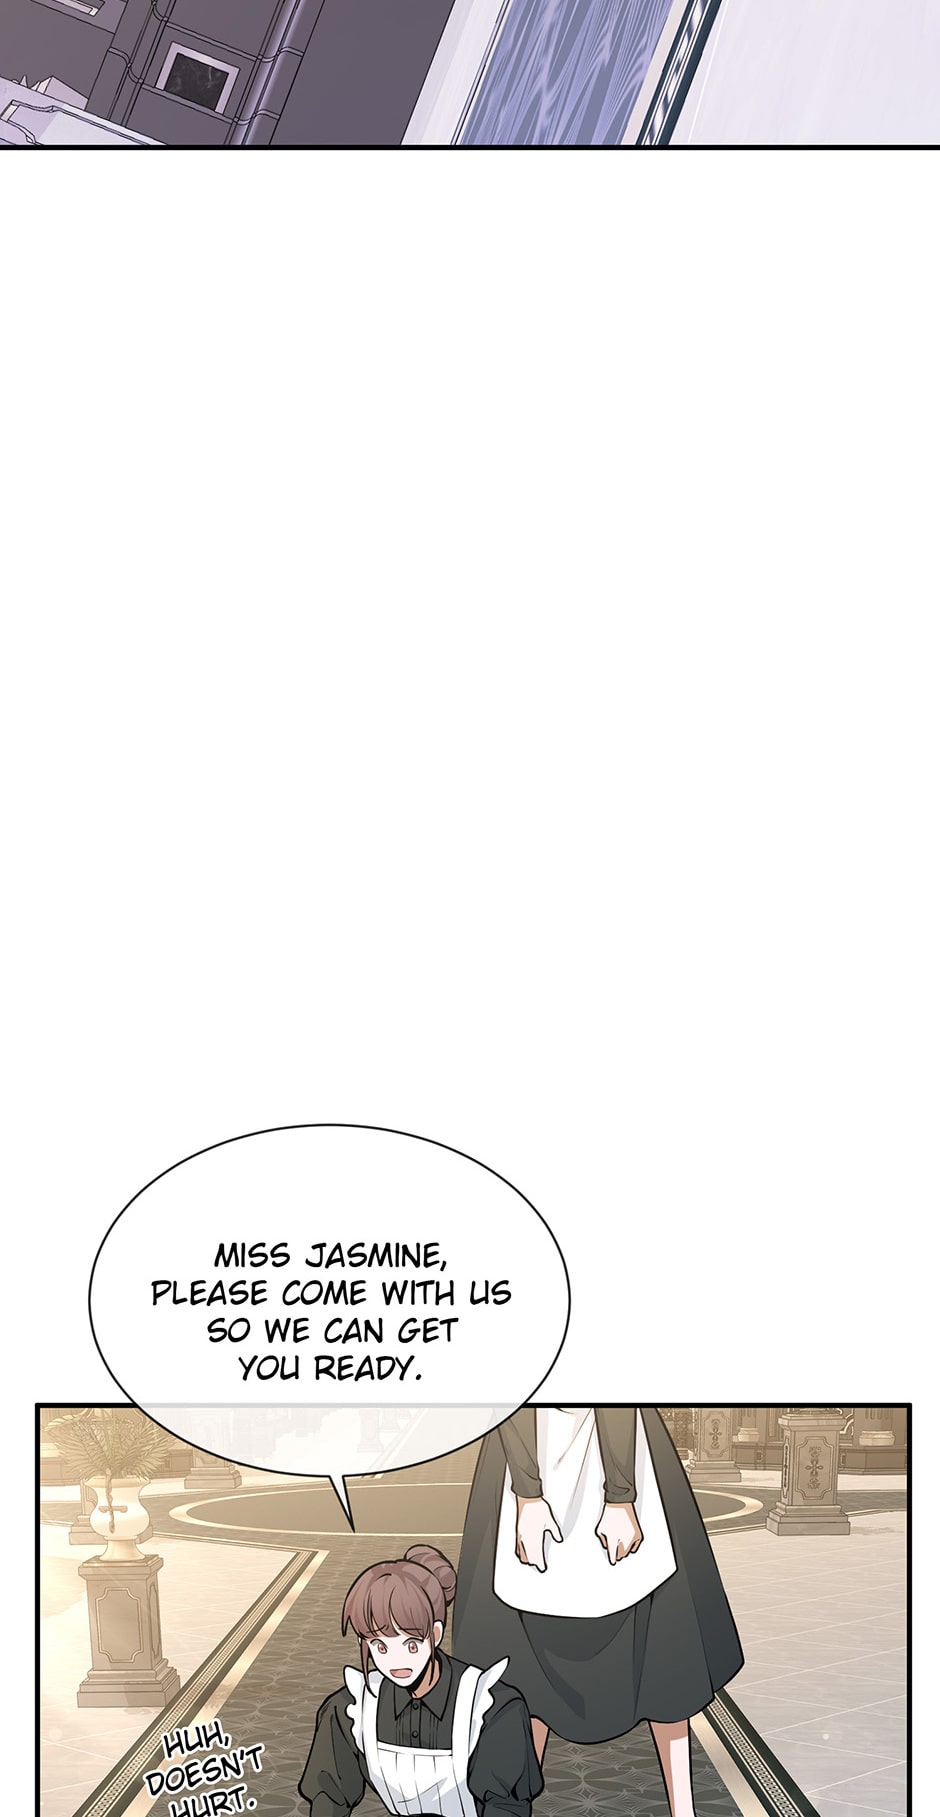 MISS JASMINE,
PLEASE COME WITH US
SO WE CAN GET
YOU READY.
HUH,
DOESN'T
HURT.